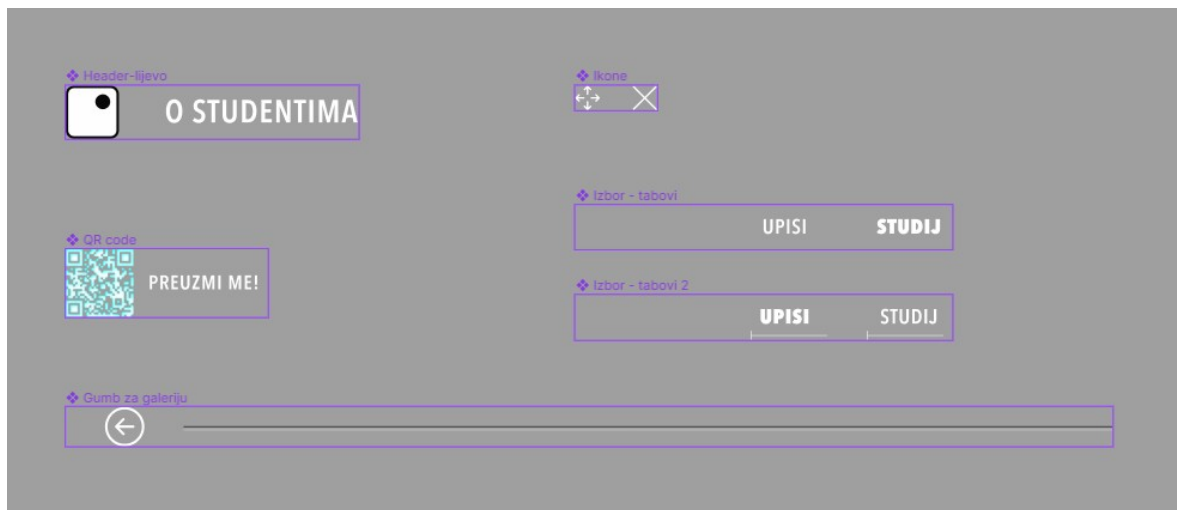 Header-lijevo
O STUDENTIMA
Ikone
Izbor - tabovi
UPISI STUDIJ
QR code
PREUZMI ME!
Izbor - tabovi 2
UPISI STUDIJ
Gumb za galeriju